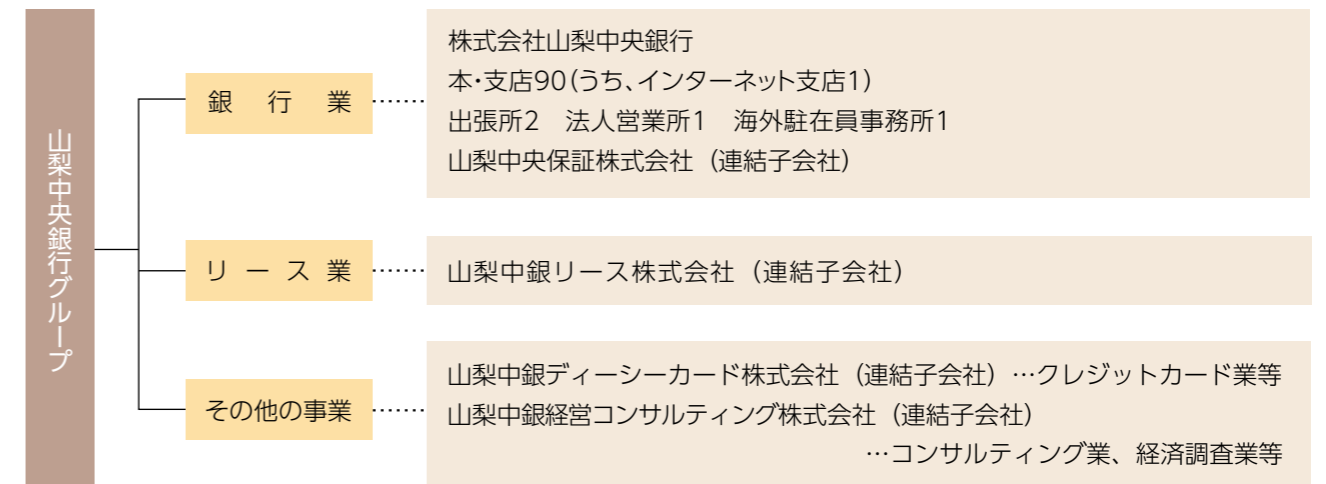 山梨中央銀行グループ
銀行業
株式会社山梨中央銀行
本・支店90(うち、インターネット支店1)
出張所2　法人営業所1　海外駐在員事務所1
山梨中央保証株式会社（連結子会社）
リース業
山梨中銀リース株式会社（連結子会社）
その他の事業
山梨中銀ディーシーカード株式会社（連結子会社）…クレジットカード業等
山梨中銀経営コンサルティング株式会社（連結子会社）
…コンサルティング業、経済調査業等